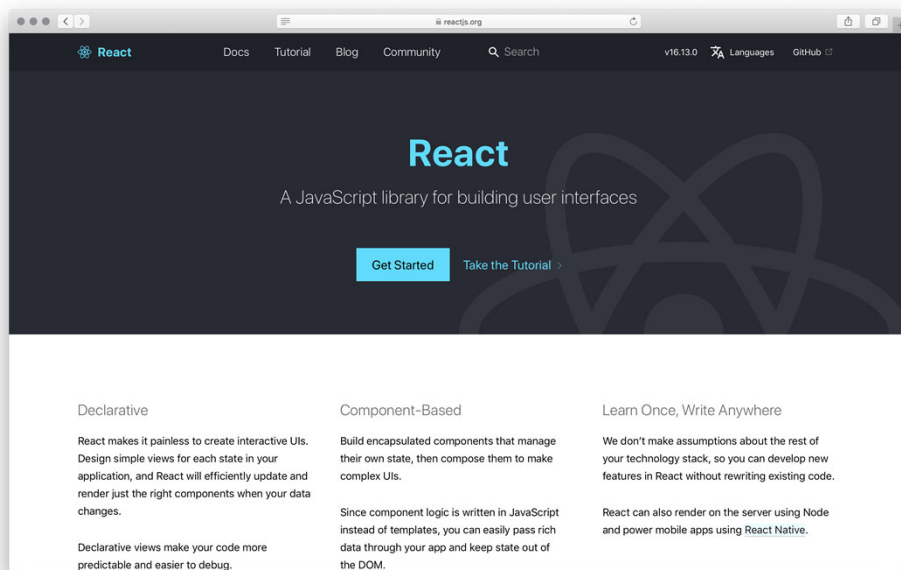 reactjs.org
React
Docs
Tutorial
Blog
Community
Search
v16.13.0
Languages
GitHub
React
A JavaScript library for building user interfaces
Get Started
Take the Tutorial
Declarative
React makes it painless to create interactive UIs.
Design simple views for each state in your
application, and React will efficiently update and
render just the right components when your data
changes.
Declarative views make your code more
predictable and easier to debug.
Component-Based
Build encapsulated components that manage
their own state, then compose them to make
complex UIs.
Since component logic is written in JavaScript
instead of templates, you can easily pass rich
data through your app and keep state out of
the DOM.
Learn Once, Write Anywhere
We don't make assumptions about the rest of
your technology stack, so you can develop new
features in React without rewriting existing code.
React can also render on the server using Node
and power mobile apps using React Native.